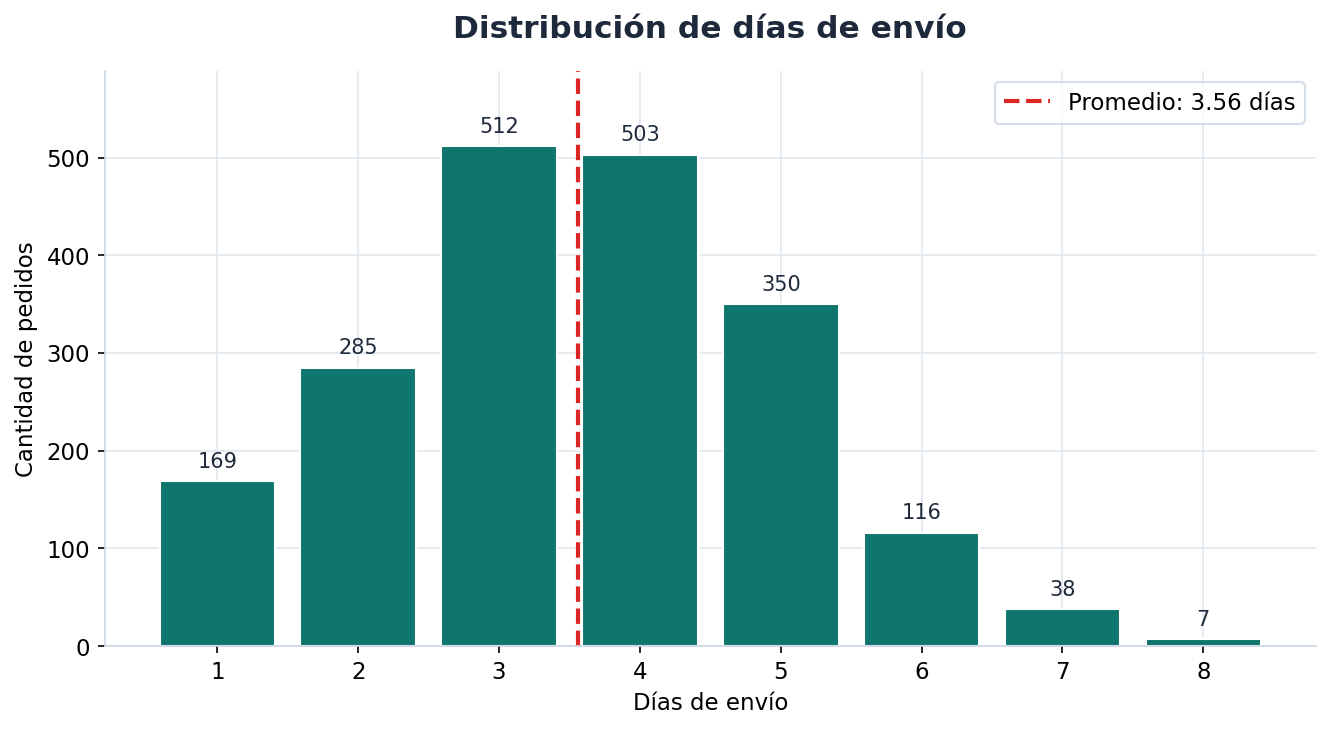 Distribución de días de envío
Promedio: 3.56 días
Cantidad de pedidos
500
400
300
200
100
0
169
285
512
503
350
116
38
7
1 2 3 4 5 6 7 8
Días de envío